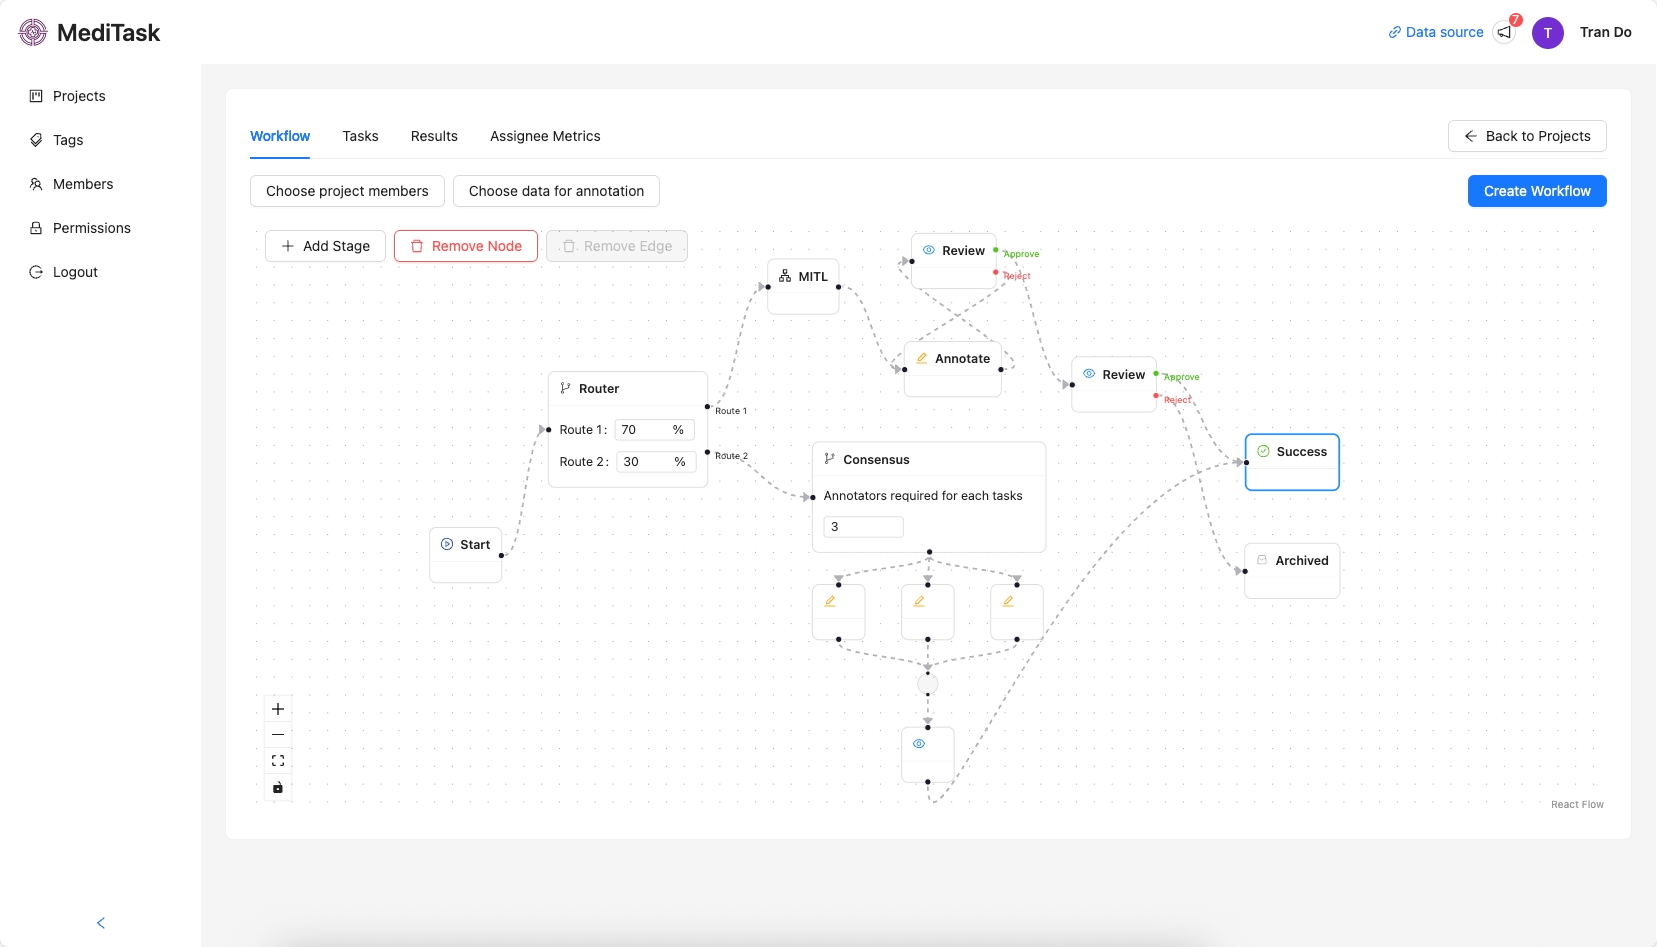 MediTask
Data source
7
T
Tran Do
Projects
Tags
Members
Permissions
Logout
Workflow
Tasks
Results
Assignee Metrics
Back to Projects
Choose project members
Choose data for annotation
Create Workflow
Add Stage
Remove Node
Remove Edge
Review
Approve
Reject
MITL
Annotate
Review
Approve
Reject
Router
Route 1:
70
%
Route 2:
30
%
Route 1
Route 2
Consensus
Annotators required for each tasks
3
Success
Start
Archived
React Flow